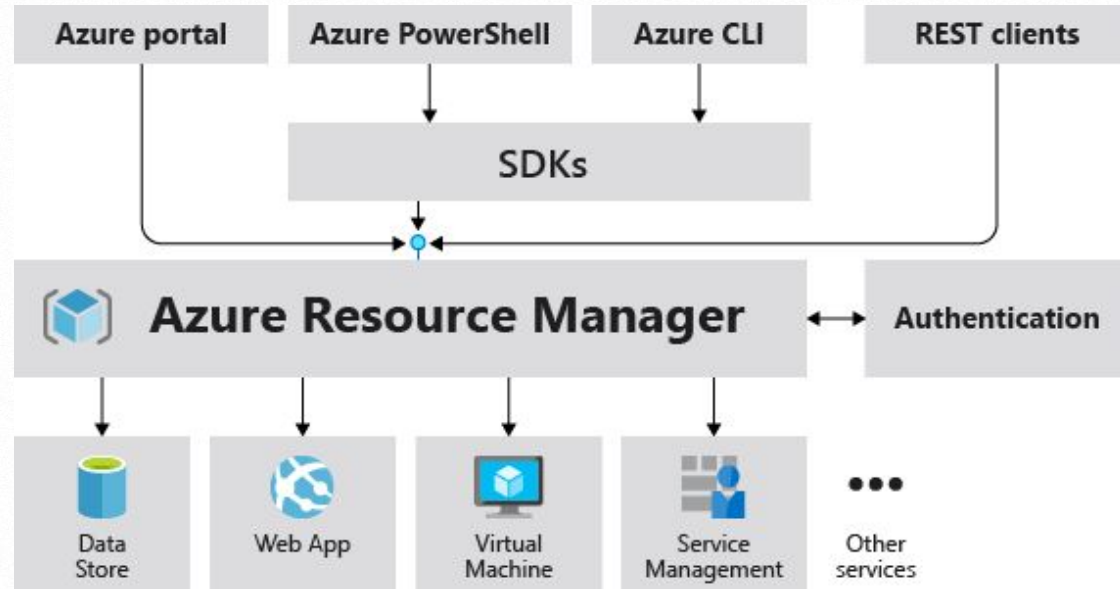 Azure portal
Azure PowerShell
Azure CLI
REST clients
SDKs
Azure Resource Manager
Authentication
Data
Store
Web App
Virtual
Machine
Service
Management
Other
services